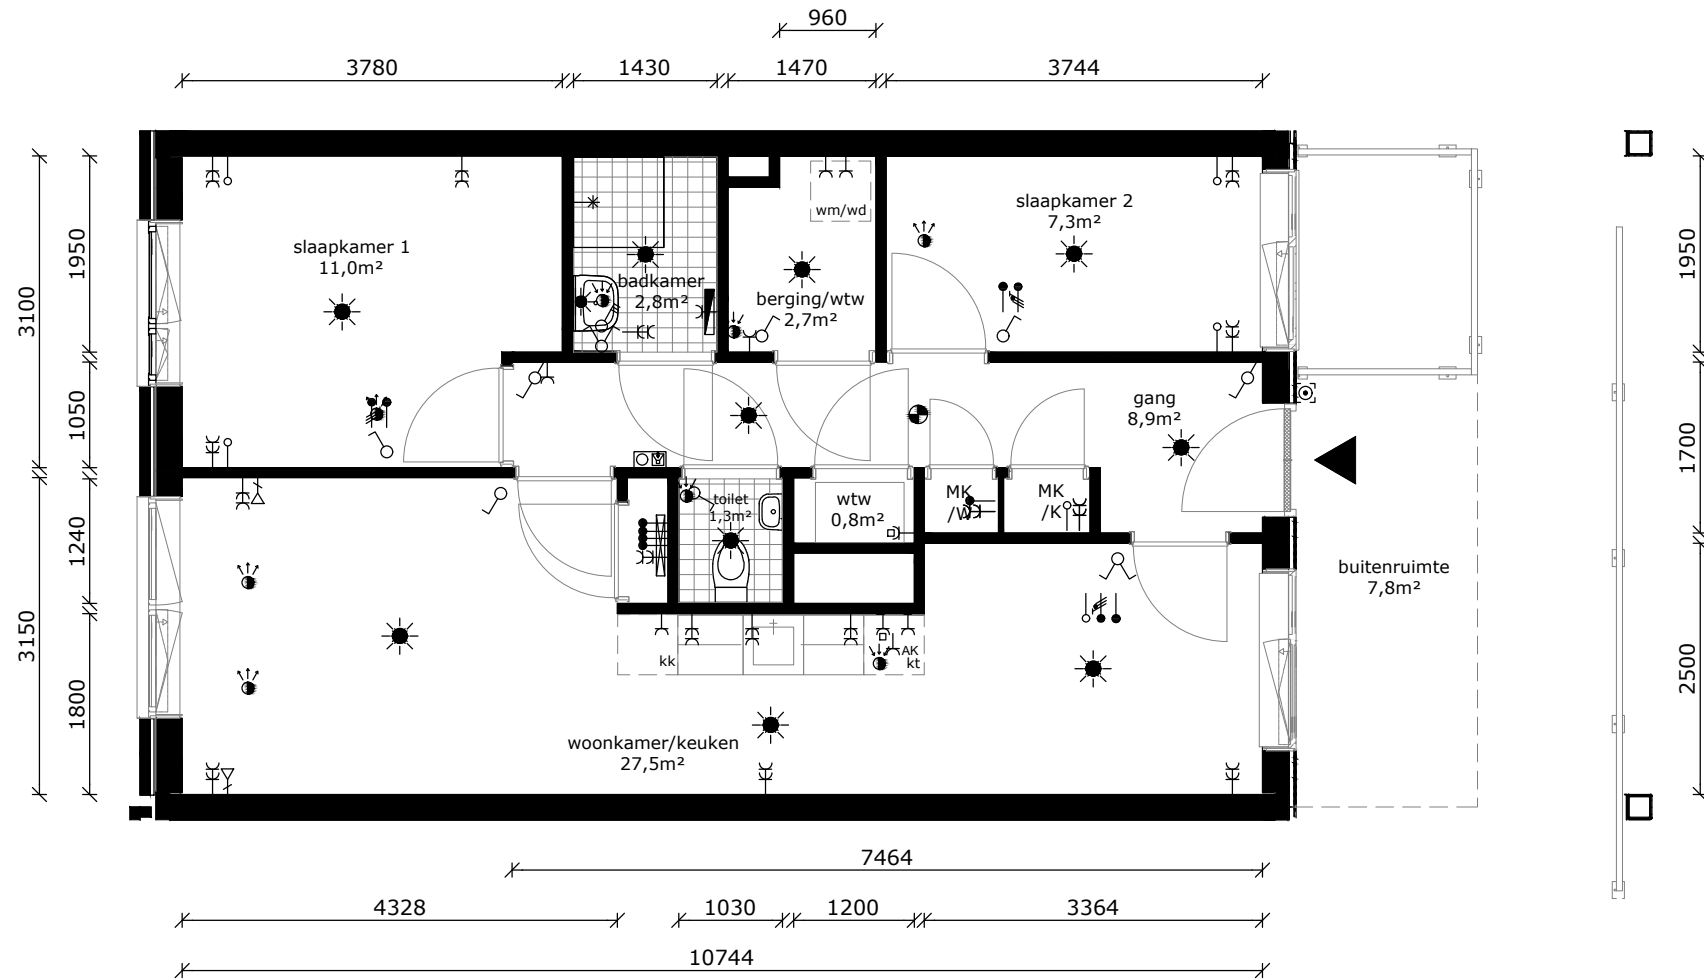 960
3780
1430
1470
3744
slaapkamer 1
11,0m²
badkamer
2,8m²
wm/wd
berging/wtw
2,7m²
slaapkamer 2
7,3m²
3100
1950
1050
1950
1700
gang
8,9m²
toilet
1,3m²
wtw
0,8m²
MK
/W
MK
/K
buitenruimte
7,8m²
3150
1240
1800
2500
kk
AK
kt
woonkamer/keuken
27,5m²
7464
4328
1030
1200
3364
10744